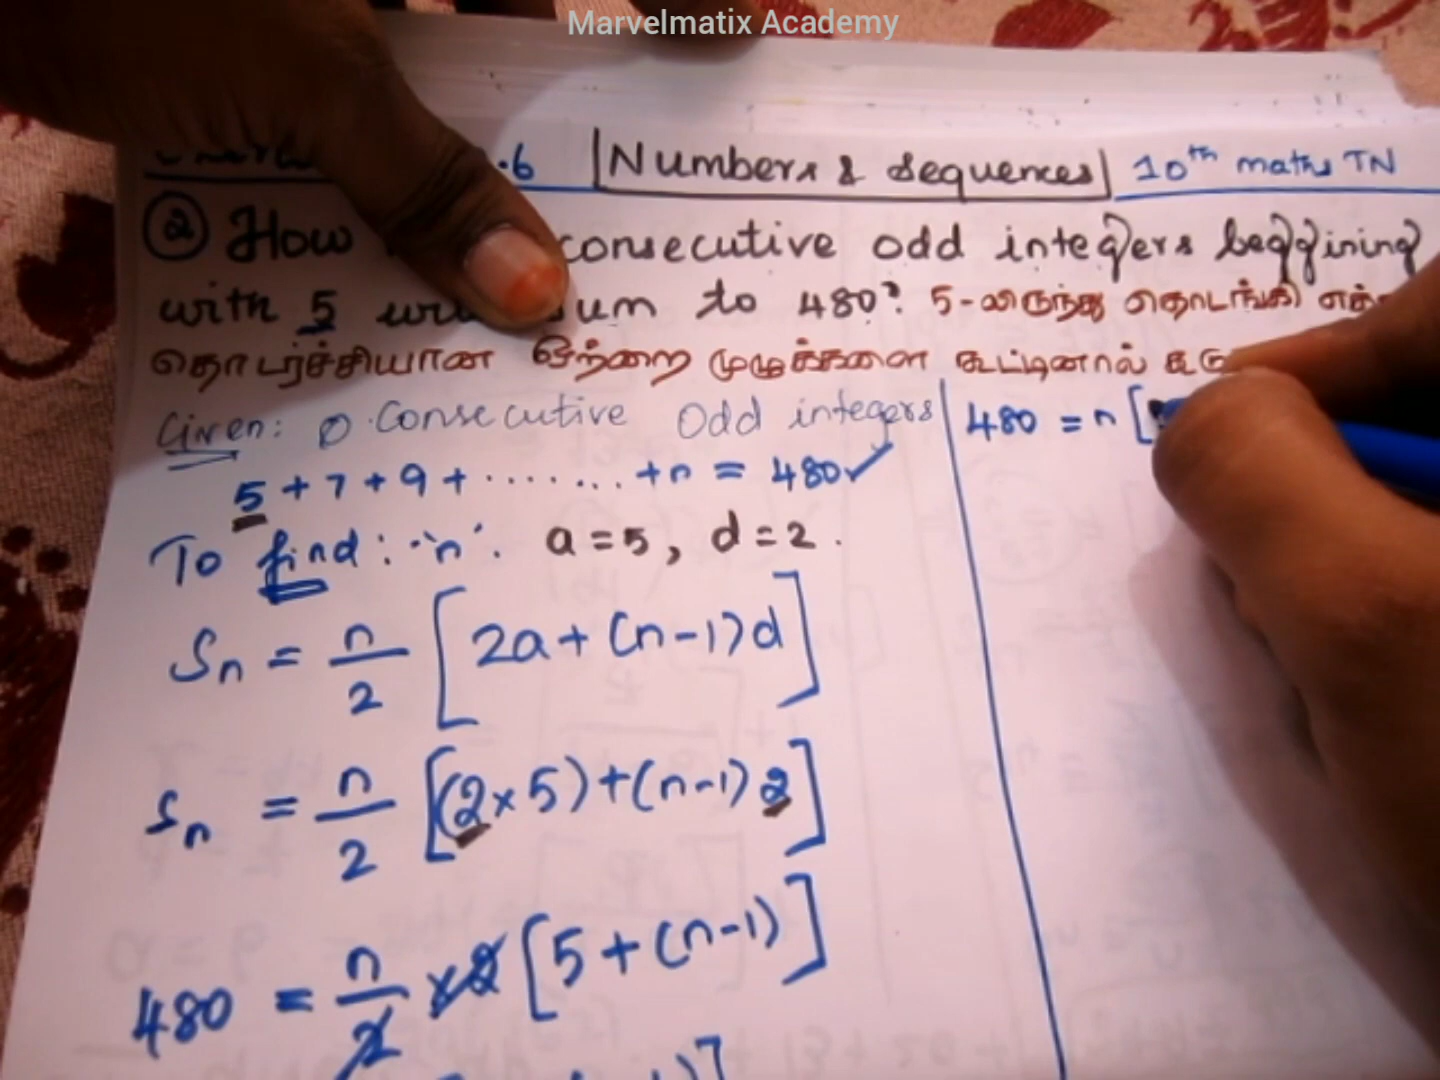 Marvelmatix Academy
.6 Numbers & Sequences 10th maths TN
② How consecutive odd integers beggining
with 5 sum to 480? 5-லிருந்து தொடங்கி
தொடர்ச்சியான ஒற்றை முழுக்களை கூட்டினால்
Given: Consecutive Odd integers
5 + 7 + 9 + ......... + n = 480 ✓
To find: 'n'. a = 5, d = 2.
Sn = n/2 [2a + (n-1)d]
Sn = n/2 [(2×5) + (n-1)2]
480 = n/2 ×2 [5 + (n-1)]
480 = n [